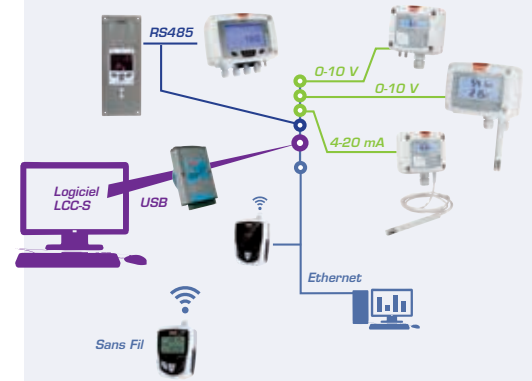 RS485
0-10 V
0-10 V
4-20 mA
Logiciel
LCC-S
USB
Ethernet
Sans Fil